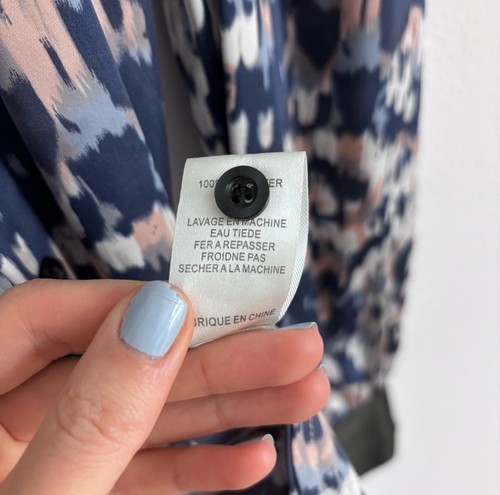 LAVAGE EN MACHINE
EAU TIEDE
FER A REPASSER
FROIDNE PAS
SECHER A LA MACHINE
EN CHINE